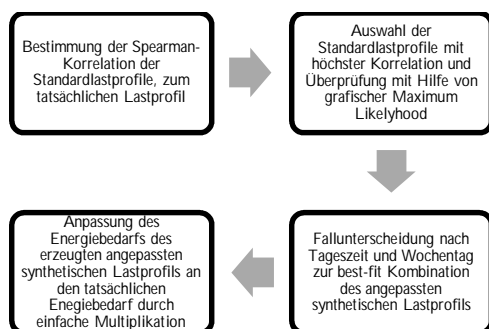 Bestimmung der Spearman-
Korrelation der
Standardlastprofile, zum
tatsächlichen Lastprofil
Auswahl der
Standardlastprofile mit
höchster Korrelation und
Überprüfung mit Hilfe von
grafischer Maximum
Likelyhood
Fallunterscheidung nach
Tageszeit und Wochentag
zur best-fit Kombination
des angepassten
synthetischen Lastprofils
Anpassung des
Energiebedarfs des
erzeugten angepassten
synthetischen Lastprofils an
den tatsächlichen
Enegiebedarf durch
einfache Multiplikation